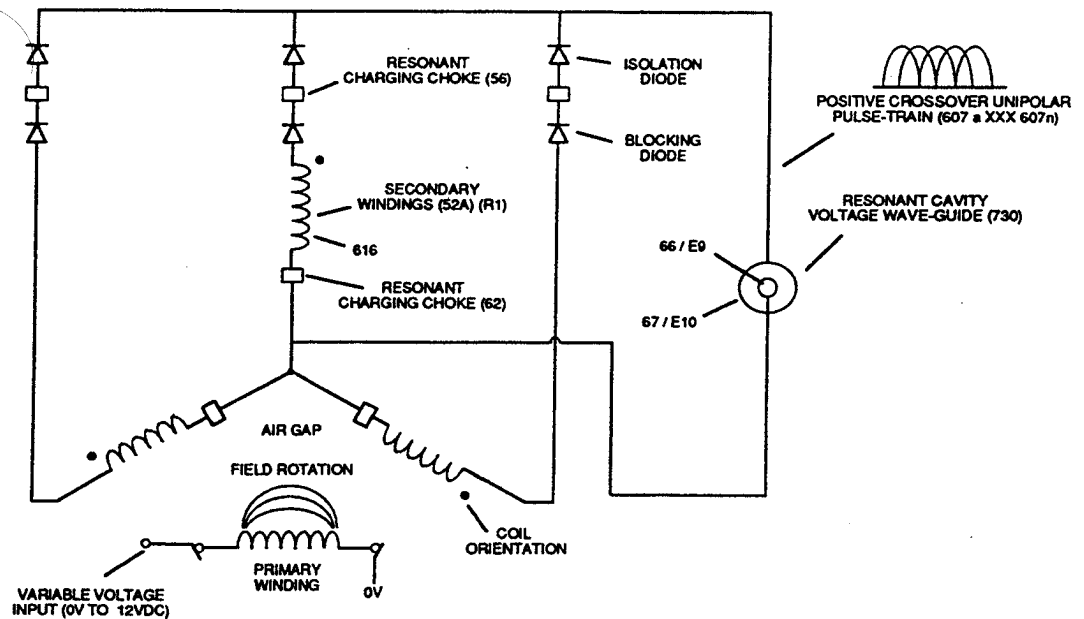 RESONANT
CHARGING CHOKE (56)
ISOLATION
DIODE
POSITIVE CROSSOVER UNIPOLAR
PULSE-TRAIN (607 a XXX 607n)
BLOCKING
DIODE
SECONDARY
WINDINGS (52A) (R1)
616
RESONANT CAVITY
VOLTAGE WAVE-GUIDE (730)
66 / E9
RESONANT
CHARGING CHOKE (62)
67 / E10
AIR GAP
FIELD ROTATION
COIL
ORIENTATION
PRIMARY
WINDING
0V
VARIABLE VOLTAGE
INPUT (0V TO 12VDC)